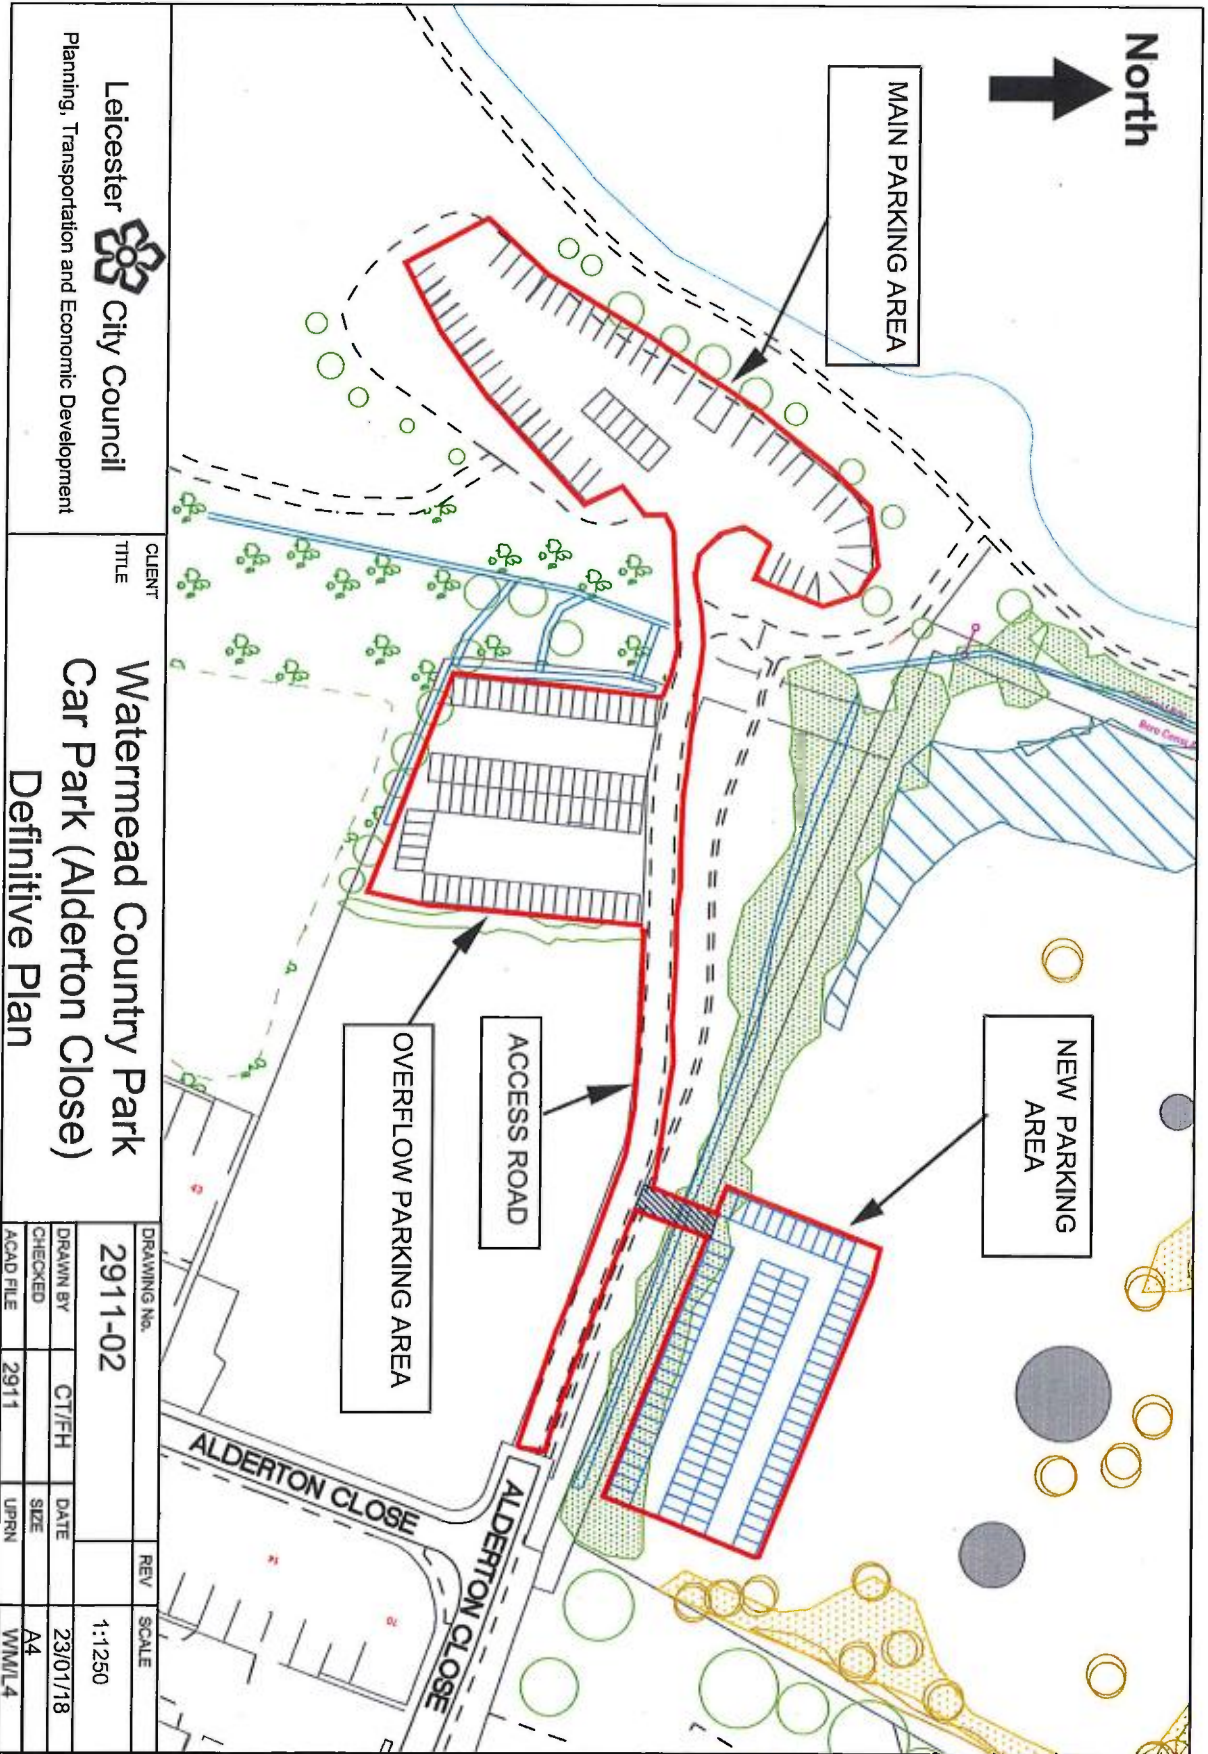 North
MAIN PARKING AREA
NEW PARKING
AREA
ACCESS ROAD
OVERFLOW PARKING AREA
ALDERTON CLOSE
ALDERTON CLOSE
43
14
70
Leicester City Council
Planning, Transportation and Economic Development
CLIENT
TITLE
Watermead Country Park
Car Park (Alderton Close)
Definitive Plan
DRAWING No.
2911-02
REV
SCALE
1:1250
DRAWN BY
CT/FH
DATE
23/01/18
CHECKED
SIZE
A4
ACAD FILE
2911
UPRN
WM/L4